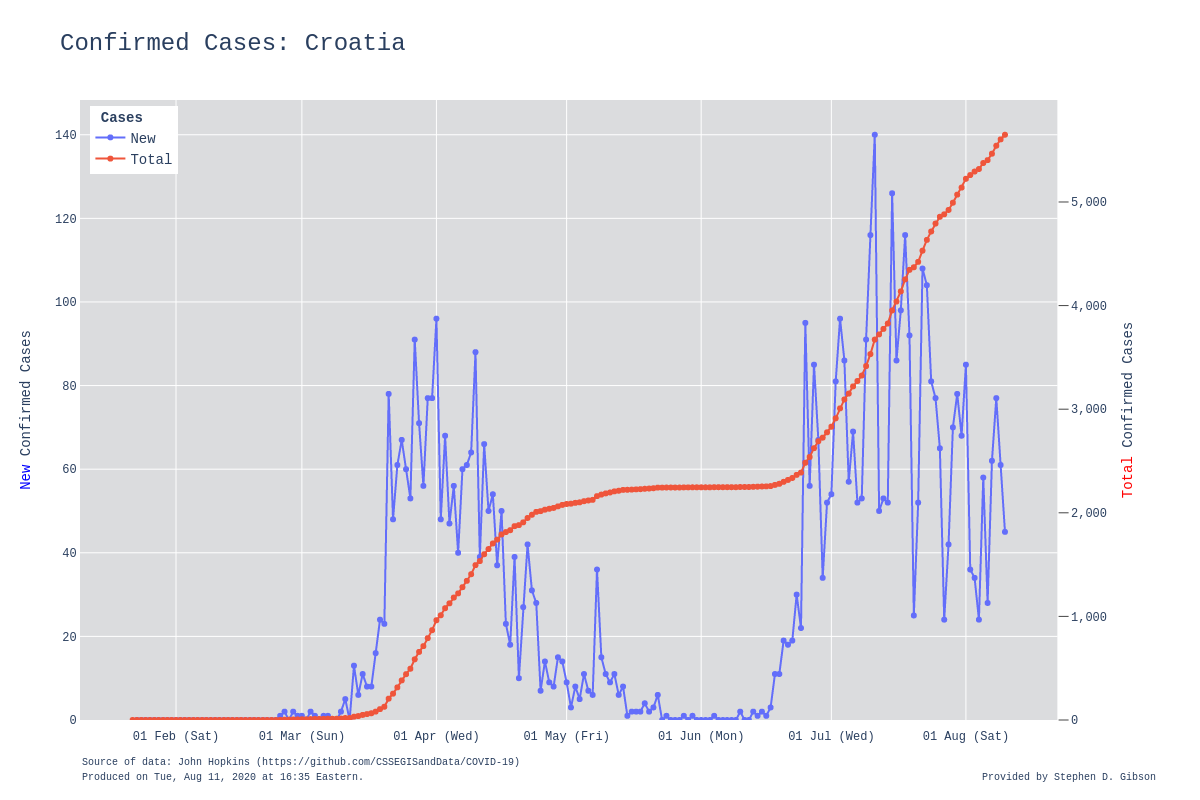 Confirmed Cases: Croatia
Cases
New
Total
140
120
100
80
60
40
20
0
New Confirmed Cases
5,000
4,000
3,000
2,000
1,000
0
Total Confirmed Cases
01 Feb (Sat)
01 Mar (Sun)
01 Apr (Wed)
01 May (Fri)
01 Jun (Mon)
01 Jul (Wed)
01 Aug (Sat)
Source of data: John Hopkins (https://github.com/CSSEGISandData/COVID-19)
Produced on Tue, Aug 11, 2020 at 16:35 Eastern.
Provided by Stephen D. Gibson